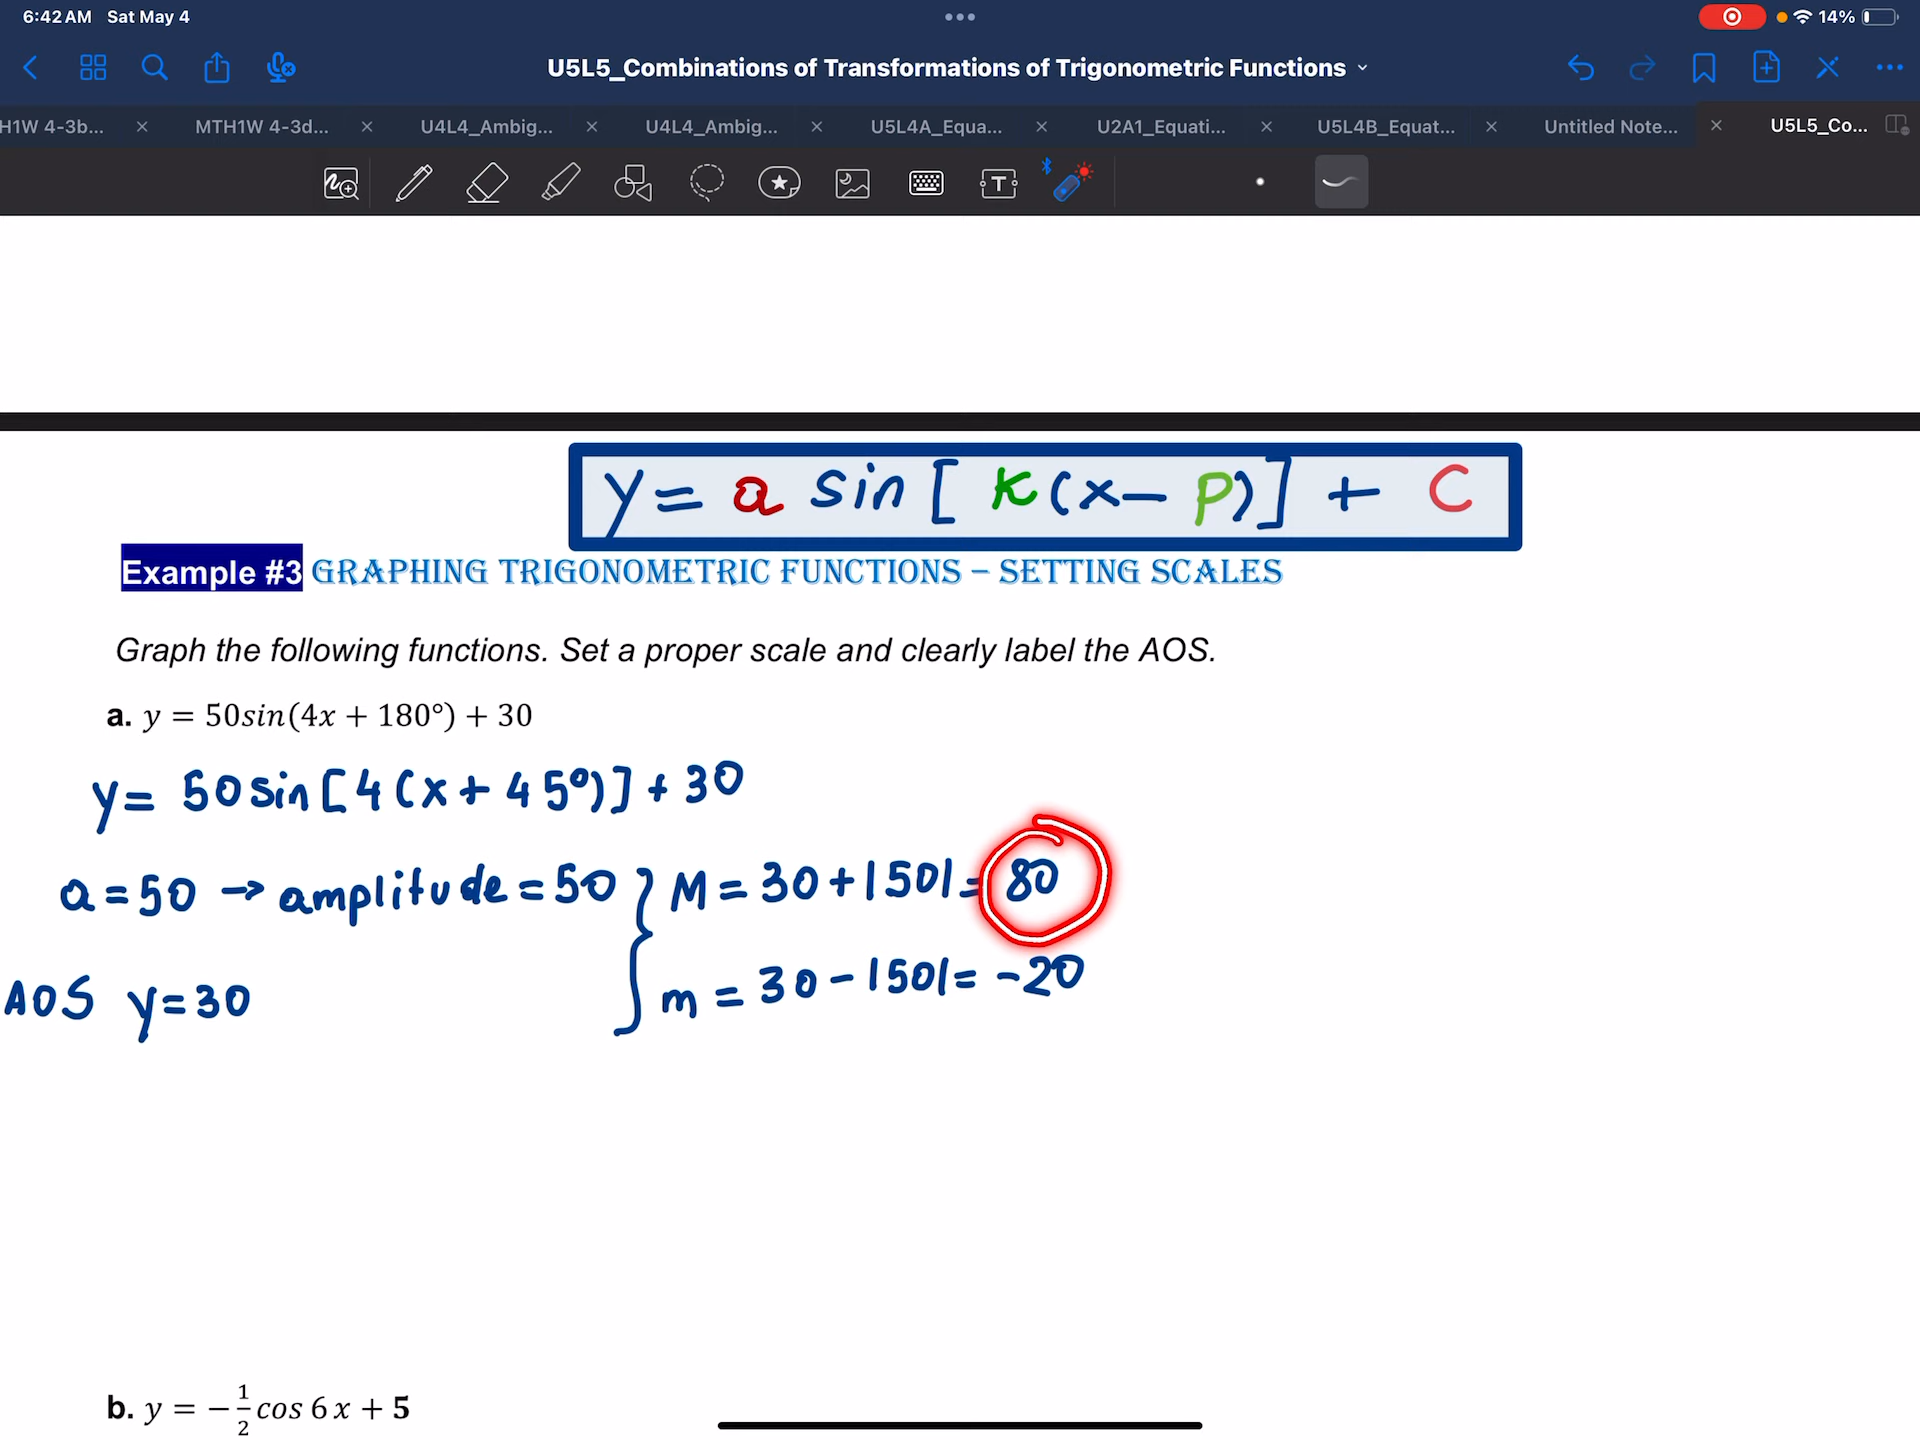 6:42 AM Sat May 4
14%
U5L5_Combinations of Transformations of Trigonometric Functions
H1W 4-3b... MTH1W 4-3d... U4L4_Ambig... U4L4_Ambig... U5L4A_Equa... U2A1_Equati... U5L4B_Equat... Untitled Note... U5L5_Co...
y = a sin [ k(x - p)] + c
Example #3 GRAPHING TRIGONOMETRIC FUNCTIONS – SETTING SCALES
Graph the following functions. Set a proper scale and clearly label the AOS.
a. y = 50sin(4x + 180°) + 30
y = 50 sin [4 (x + 45°)] + 30
a = 50 → amplitude = 50 } M = 30 + |50| = 80
AOS y = 30 m = 30 - |50| = -20
b. y = -1/2 cos 6x + 5